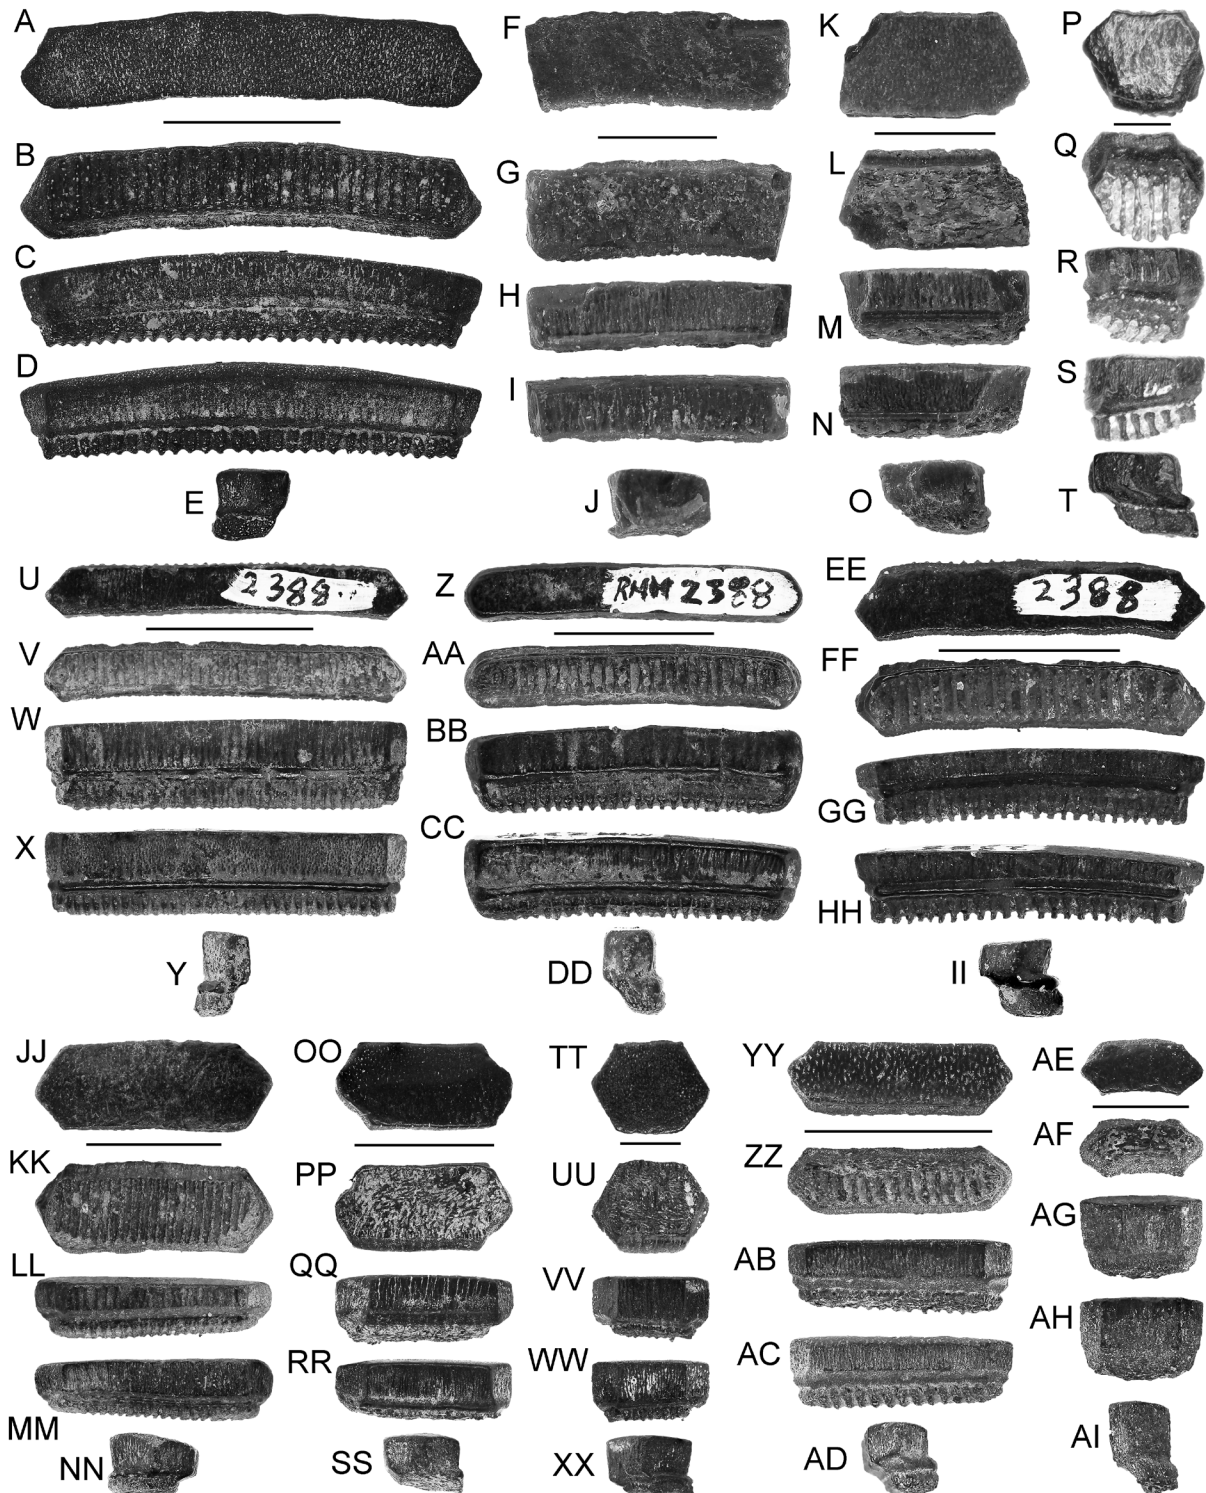 A F K P
B G L Q
C H M R
D I N S
E J O T
U 2388 Z RMM 2388 EE 2388
V AA FF
W BB GG
X CC HH
Y DD II
JJ OO TT YY AE
KK PP UU ZZ AF
LL QQ VV AB AG
MM RR WW AC AH
NN SS XX AD AI